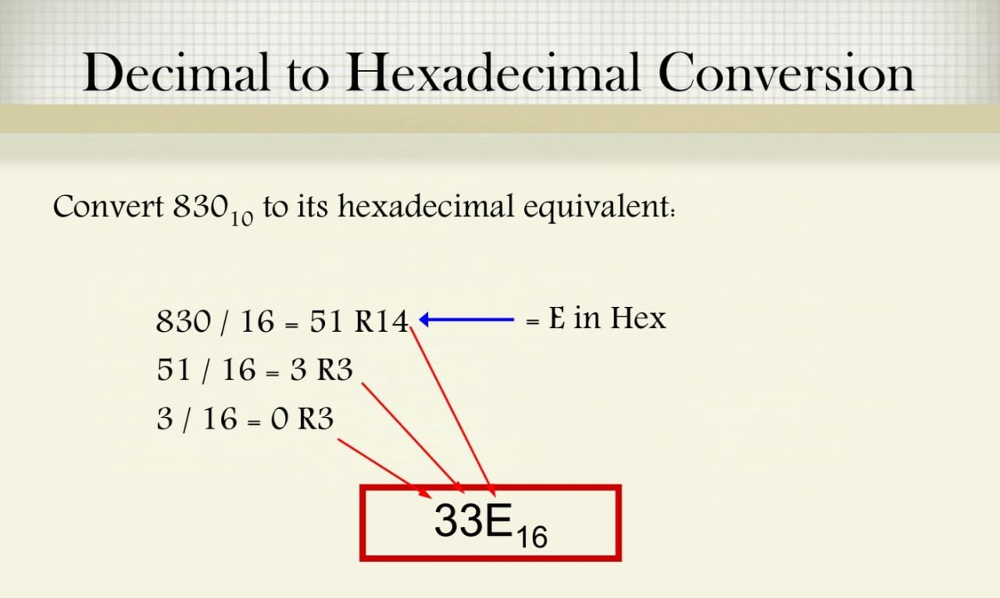 Decimal to Hexadecimal Conversion
Convert 830₁₀ to its hexadecimal equivalent:
830 / 16 = 51 R14 = E in Hex
51 / 16 = 3 R3
3 / 16 = 0 R3
33E₁₆